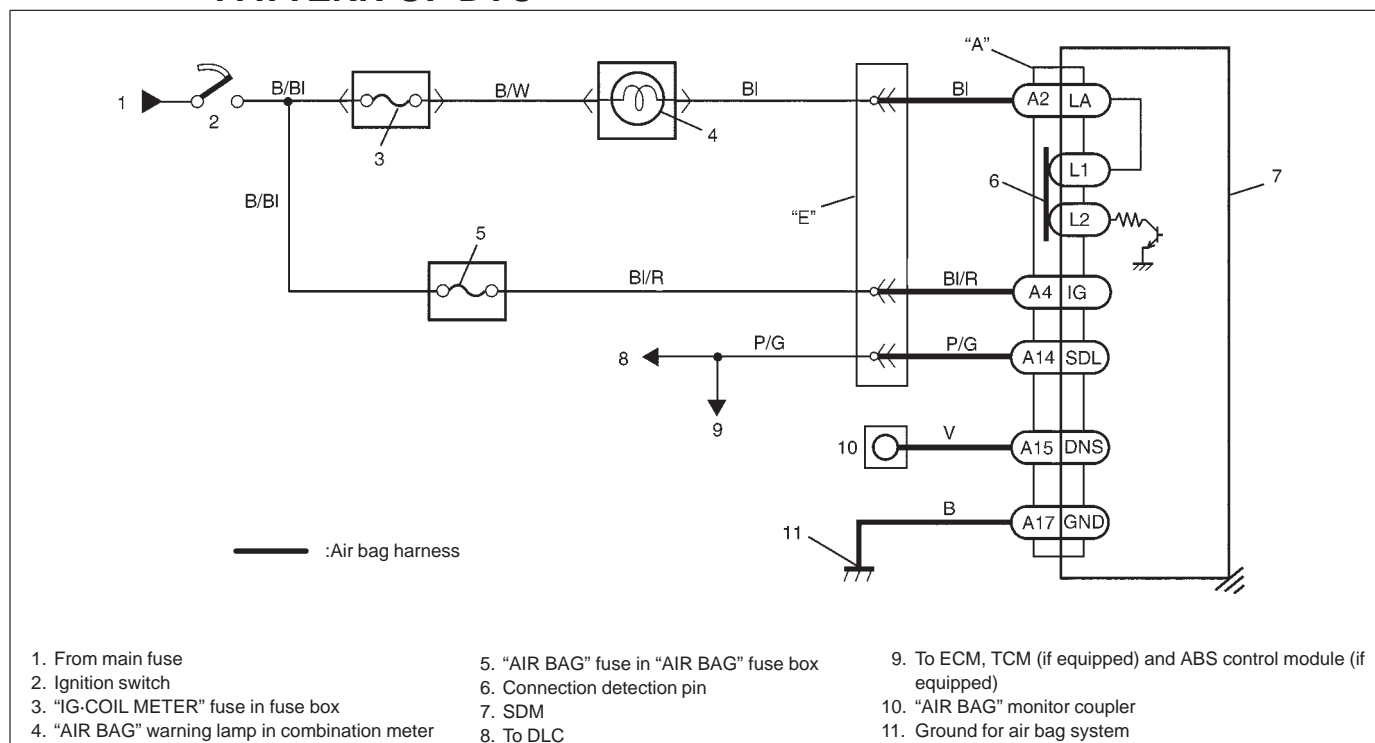 "A"
B/Bl
B/W
Bl
Bl
A2
LA
1
2
3
4
L1
6
7
B/Bl
"E"
L2
5
Bl/R
Bl/R
A4
IG
P/G
P/G
8
A14
SDL
9
V
10
A15
DNS
B
A17
GND
11
:Air bag harness
1. From main fuse
2. Ignition switch
3. “IG·COIL METER” fuse in fuse box
4. “AIR BAG” warning lamp in combination meter
5. “AIR BAG” fuse in “AIR BAG” fuse box
6. Connection detection pin
7. SDM
8. To DLC
9. To ECM, TCM (if equipped) and ABS control module (if
equipped)
10. “AIR BAG” monitor coupler
11. Ground for air bag system